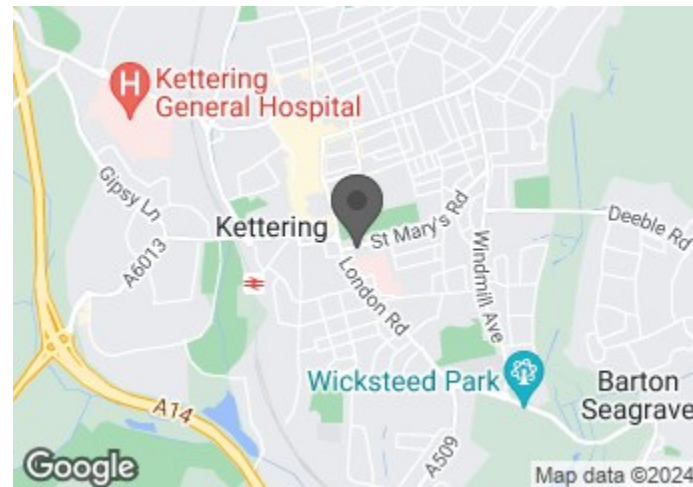 H
Kettering
General Hospital
Gipsy Ln
Kettering
St Mary's Rd
Deeble Rd
A6013
London Rd
Windmill Ave
Wicksteed Park
Barton
Seagrave
A14
A509
Google
Map data ©2024